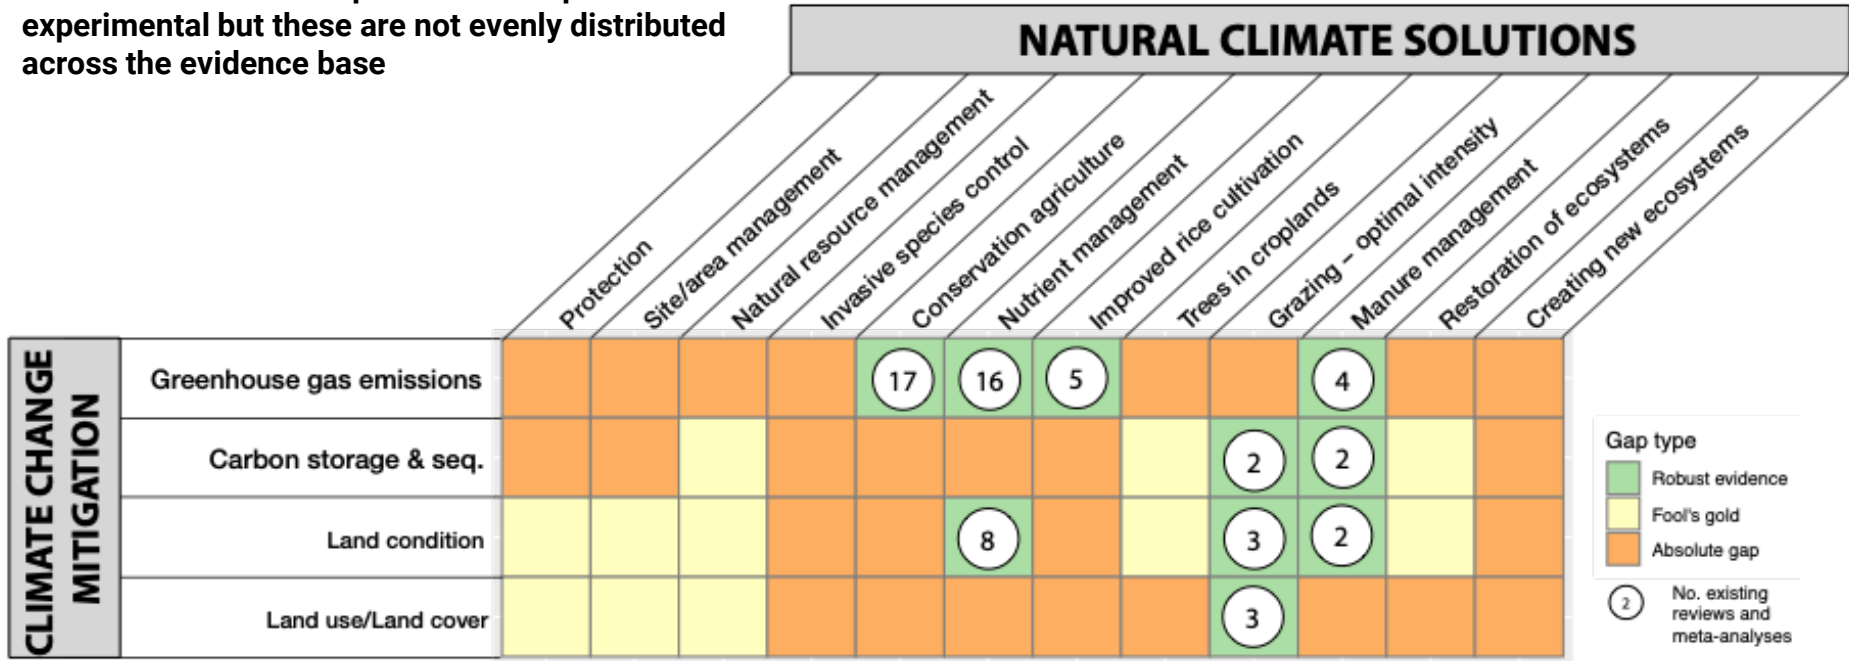 experimental but these are not evenly distributed
across the evidence base
NATURAL CLIMATE SOLUTIONS
Protection
Site/area management
Natural resource management
Invasive species control
Conservation agriculture
Nutrient management
Improved rice cultivation
Trees in croplands
Grazing – optimal intensity
Manure management
Restoration of ecosystems
Creating new ecosystems
CLIMATE CHANGE
MITIGATION
Greenhouse gas emissions
17
16
5
4
Carbon storage & seq.
2
2
Land condition
8
3
2
Land use/Land cover
3
Gap type
Robust evidence
Fool's gold
Absolute gap
2
No. existing
reviews and
meta-analyses